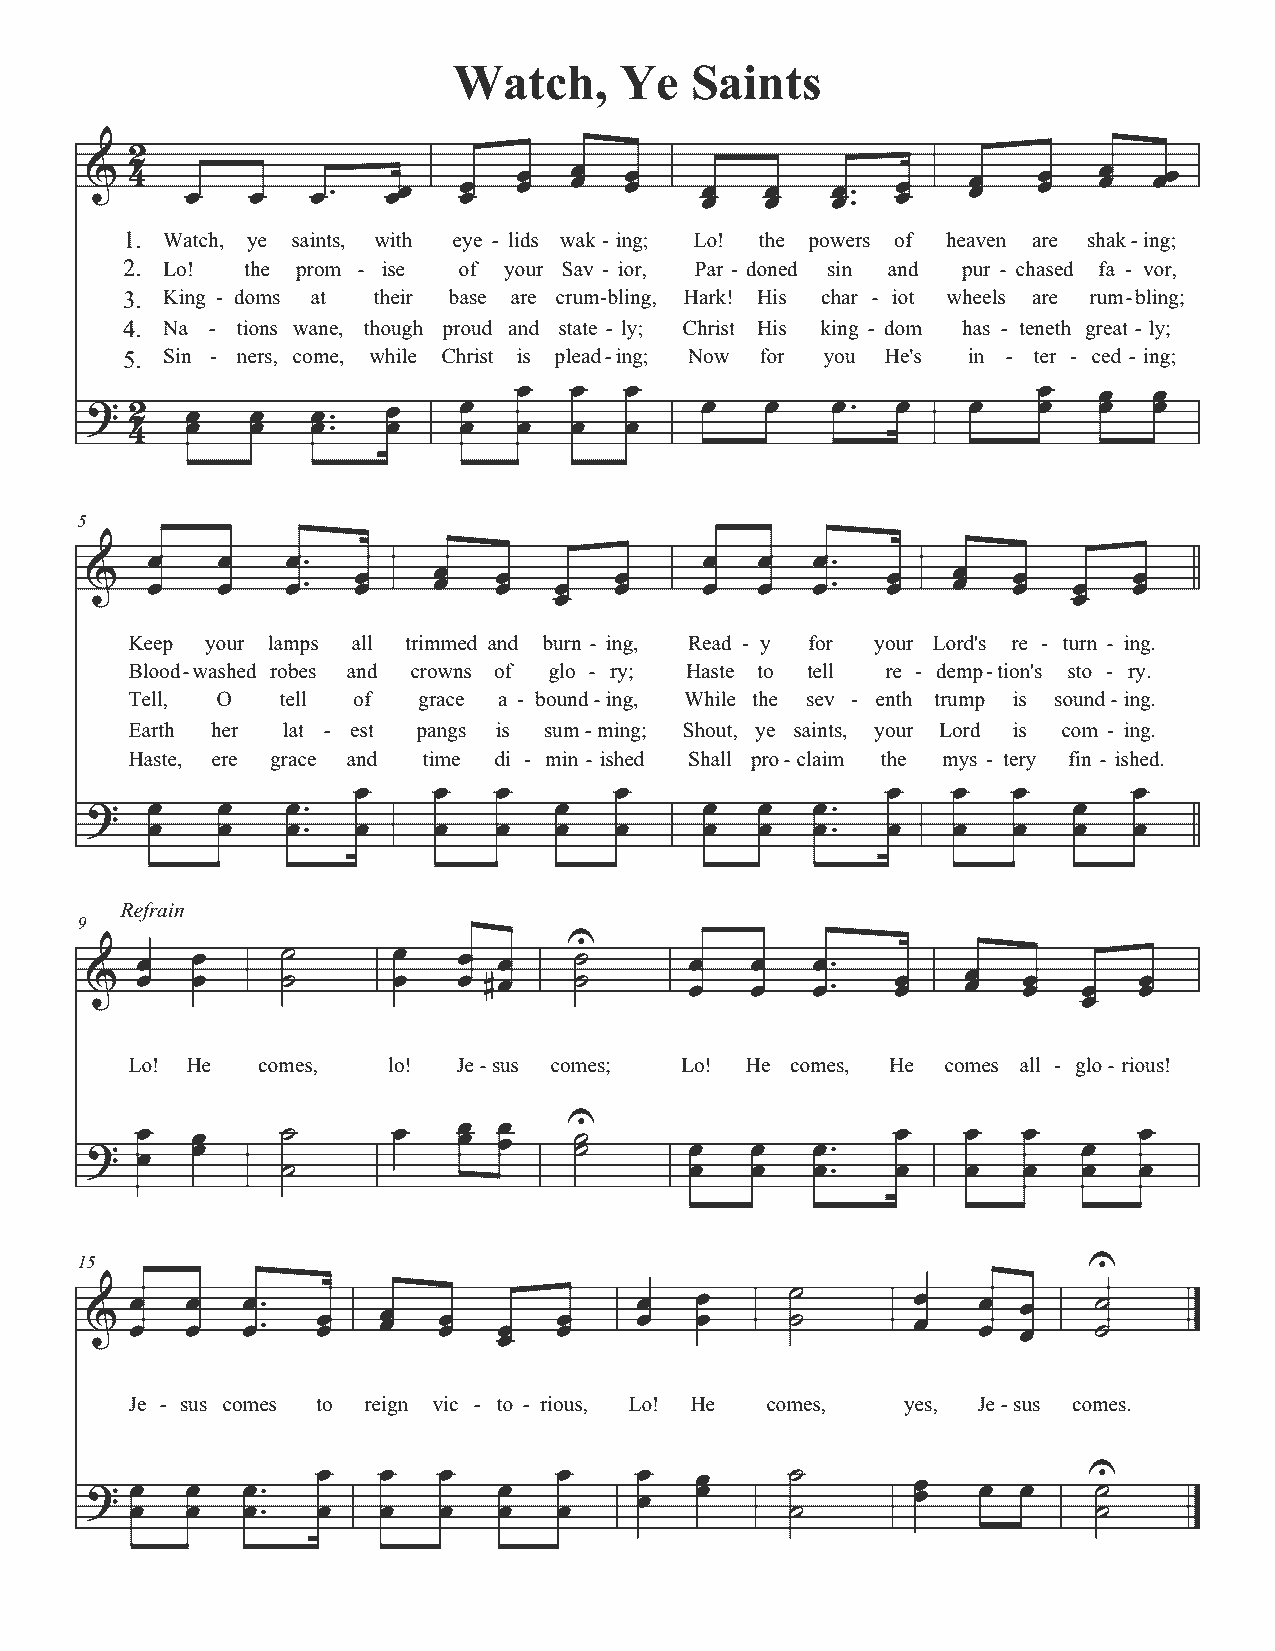 Watch, Ye Saints
1. Watch, ye saints, with eye - lids wak - ing; Lo! the powers of heaven are shak - ing;
2. Lo! the prom - ise of your Sav - ior, Par - doned sin and pur - chased fa - vor,
3. King - doms at their base are crum-bling, Hark! His char - iot wheels are rum-bling;
4. Na - tions wane, though proud and state - ly; Christ His king - dom has - teneth great - ly;
5. Sin - ners, come, while Christ is plead - ing; Now for you He's in - ter - ced - ing;
5
Keep your lamps all trimmed and burn - ing, Read - y for your Lord's re - turn - ing.
Blood - washed robes and crowns of glo - ry; Haste to tell re - demp - tion's sto - ry.
Tell, O tell of grace a - bound - ing, While the sev - enth trump is sound - ing.
Earth her lat - est pangs is sum - ming; Shout, ye saints, your Lord is com - ing.
Haste, ere grace and time di - min - ished Shall pro - claim the mys - tery fin - ished.
Refrain
9
Lo! He comes, lo! Je - sus comes; Lo! He comes, He comes all - glo - rious!
15
Je - sus comes to reign vic - to - rious, Lo! He comes, yes, Je - sus comes.